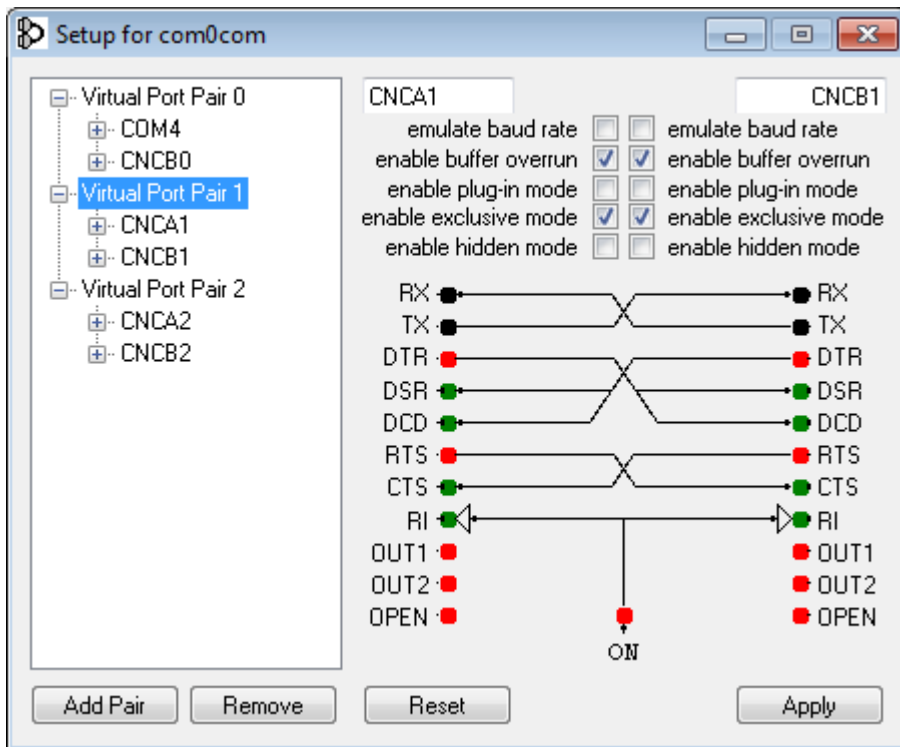 Setup for com0com
Virtual Port Pair 0
COM4
CNCB0
Virtual Port Pair 1
CNCA1
CNCB1
Virtual Port Pair 2
CNCA2
CNCB2
CNCA1 CNCB1
emulate baud rate emulate baud rate
enable buffer overrun enable buffer overrun
enable plug-in mode enable plug-in mode
enable exclusive mode enable exclusive mode
enable hidden mode enable hidden mode
RX RX
TX TX
DTR DTR
DSR DSR
DCD DCD
RTS RTS
CTS CTS
RI RI
OUT1 OUT1
OUT2 OUT2
OPEN OPEN
ON
Add Pair Remove Reset Apply